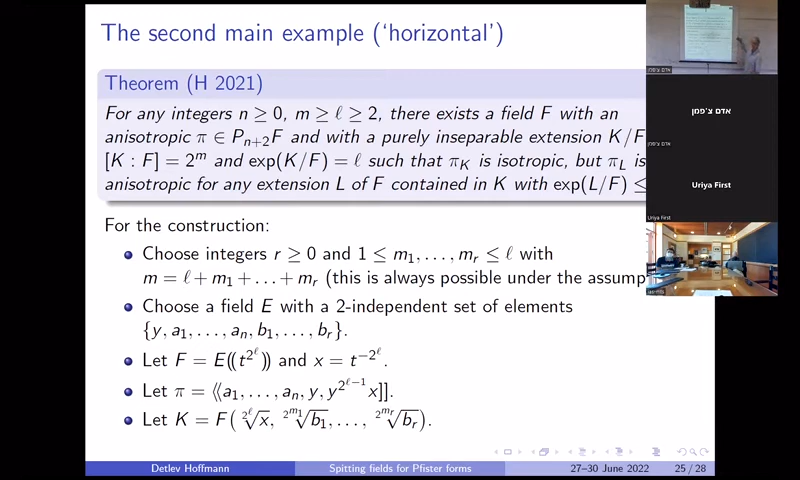 The second main example (‘horizontal’)
Theorem (H 2021)
For any integers n ≥ 0, m ≥ ℓ ≥ 2, there exists a field F with an
anisotropic π ∈ P_{n+2}F and with a purely inseparable extension K/F
[K : F] = 2^m and exp(K/F) = ℓ such that π_K is isotropic, but π_L is
anisotropic for any extension L of F contained in K with exp(L/F) ≤
For the construction:
Choose integers r ≥ 0 and 1 ≤ m_1, . . . , m_r ≤ ℓ with
m = ℓ + m_1 + . . . + m_r (this is always possible under the assump
Choose a field E with a 2-independent set of elements
{y, a_1, . . . , a_n, b_1, . . . , b_r}.
Let F = E((t^{2^ℓ})) and x = t^{−2^ℓ}.
Let π = ⟨⟨a_1, . . . , a_n, y, y^{2^{ℓ−1}}x]].
Let K = F(\sqrt[2^ℓ]{x}, \sqrt[2^{m_1}]{b_1}, . . . , \sqrt[2^{m_r}]{b_r}).
Detlev Hoffmann Spitting fields for Pfister forms 27–30 June 2022 25 / 28
אדם צ'פמן
אדם צ'פמן
אדם צ'פמן
Uriya First
Uriya First